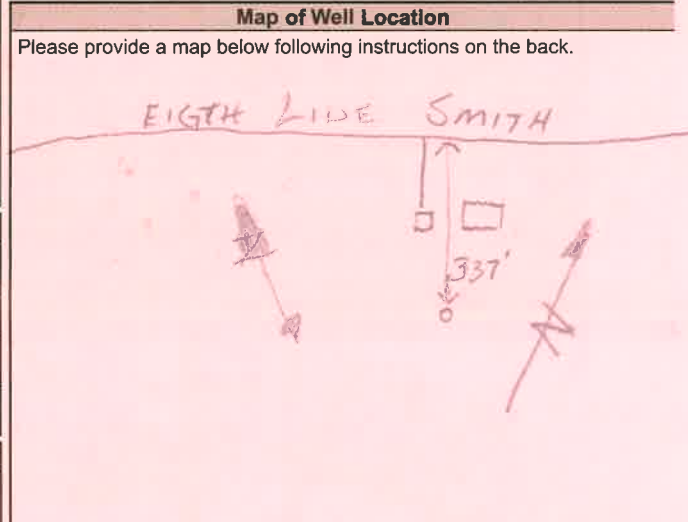 Map of Well Location
Please provide a map below following instructions on the back.
EIGTH LINE SMITH
337'
N